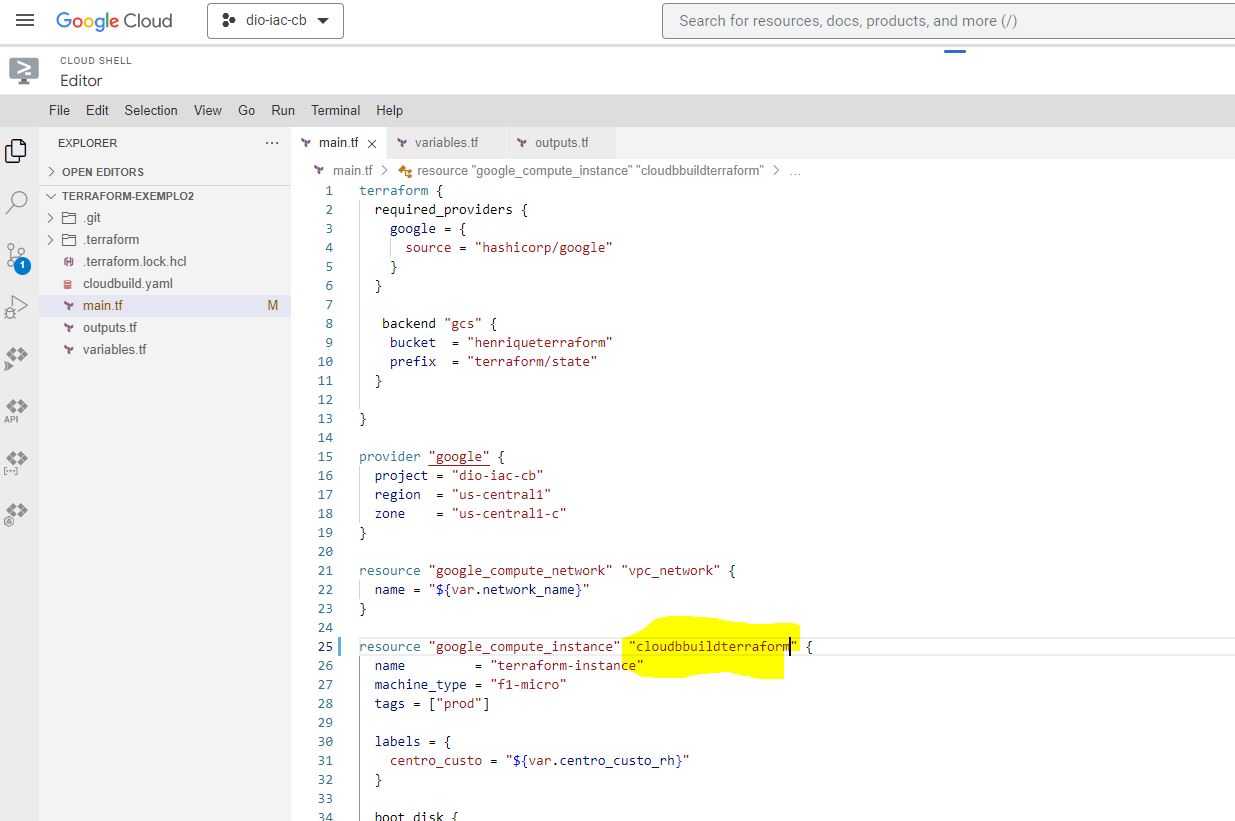 Google Cloud
dio-iac-cb
Search for resources, docs, products, and more (/)
CLOUD SHELL
Editor
File Edit Selection View Go Run Terminal Help
EXPLORER
OPEN EDITORS
TERRAFORM-EXEMPLO2
.git
.terraform
.terraform.lock.hcl
cloudbuild.yaml
main.tf M
outputs.tf
variables.tf
1
API
main.tf variables.tf outputs.tf
main.tf > resource "google_compute_instance" "cloudbbuildterraform" > ...
1 terraform {
2 required_providers {
3 google = {
4 source = "hashicorp/google"
5 }
6 }
7
8 backend "gcs" {
9 bucket = "henriqueterraform"
10 prefix = "terraform/state"
11 }
12
13 }
14
15 provider "google" {
16 project = "dio-iac-cb"
17 region = "us-central1"
18 zone = "us-central1-c"
19 }
20
21 resource "google_compute_network" "vpc_network" {
22 name = "${var.network_name}"
23 }
24
25 resource "google_compute_instance" "cloudbbuildterraform" {
26 name = "terraform-instance"
27 machine_type = "f1-micro"
28 tags = ["prod"]
29
30 labels = {
31 centro_custo = "${var.centro_custo_rh}"
32 }
33
34 boot_disk {